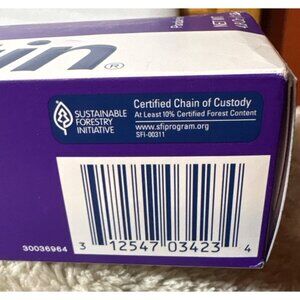 in®
SUSTAINABLE
FORESTRY
INITIATIVE
Certified Chain of Custody
At Least 10% Certified Forest Content
www.sfiprogram.org
SFI-00311
30036964
3 12547 03423 4